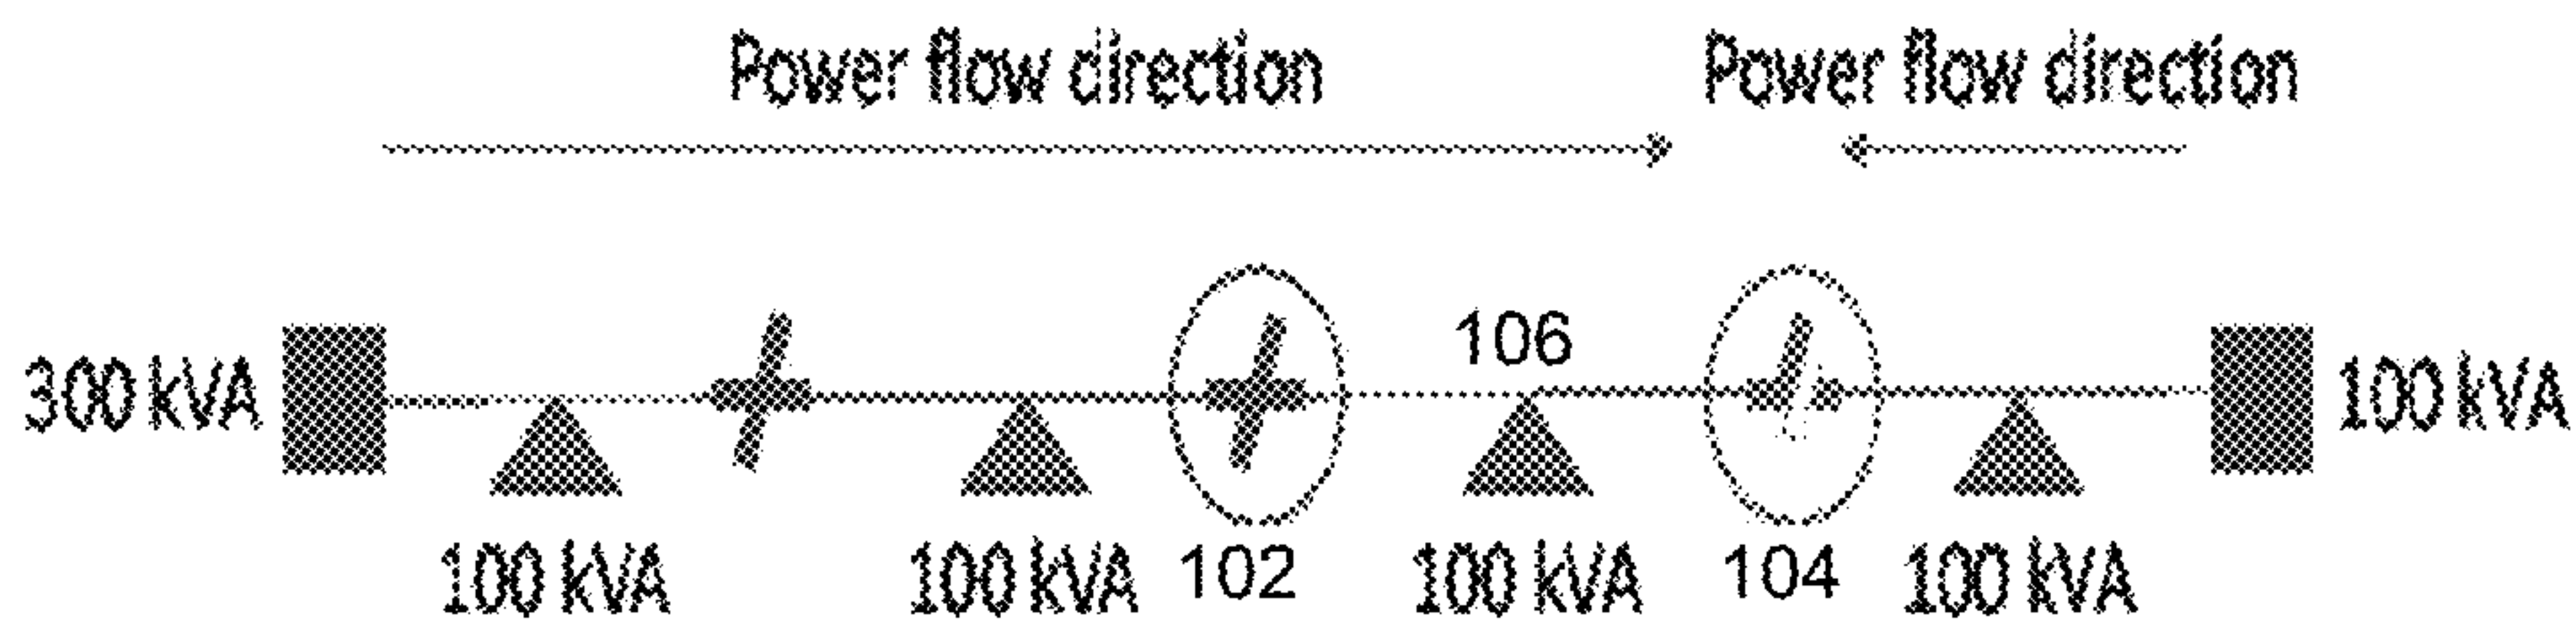 Power flow direction Power flow direction
106
300 kVA 100 kVA
100 kVA 100 kVA 102 100 kVA 104 100 kVA